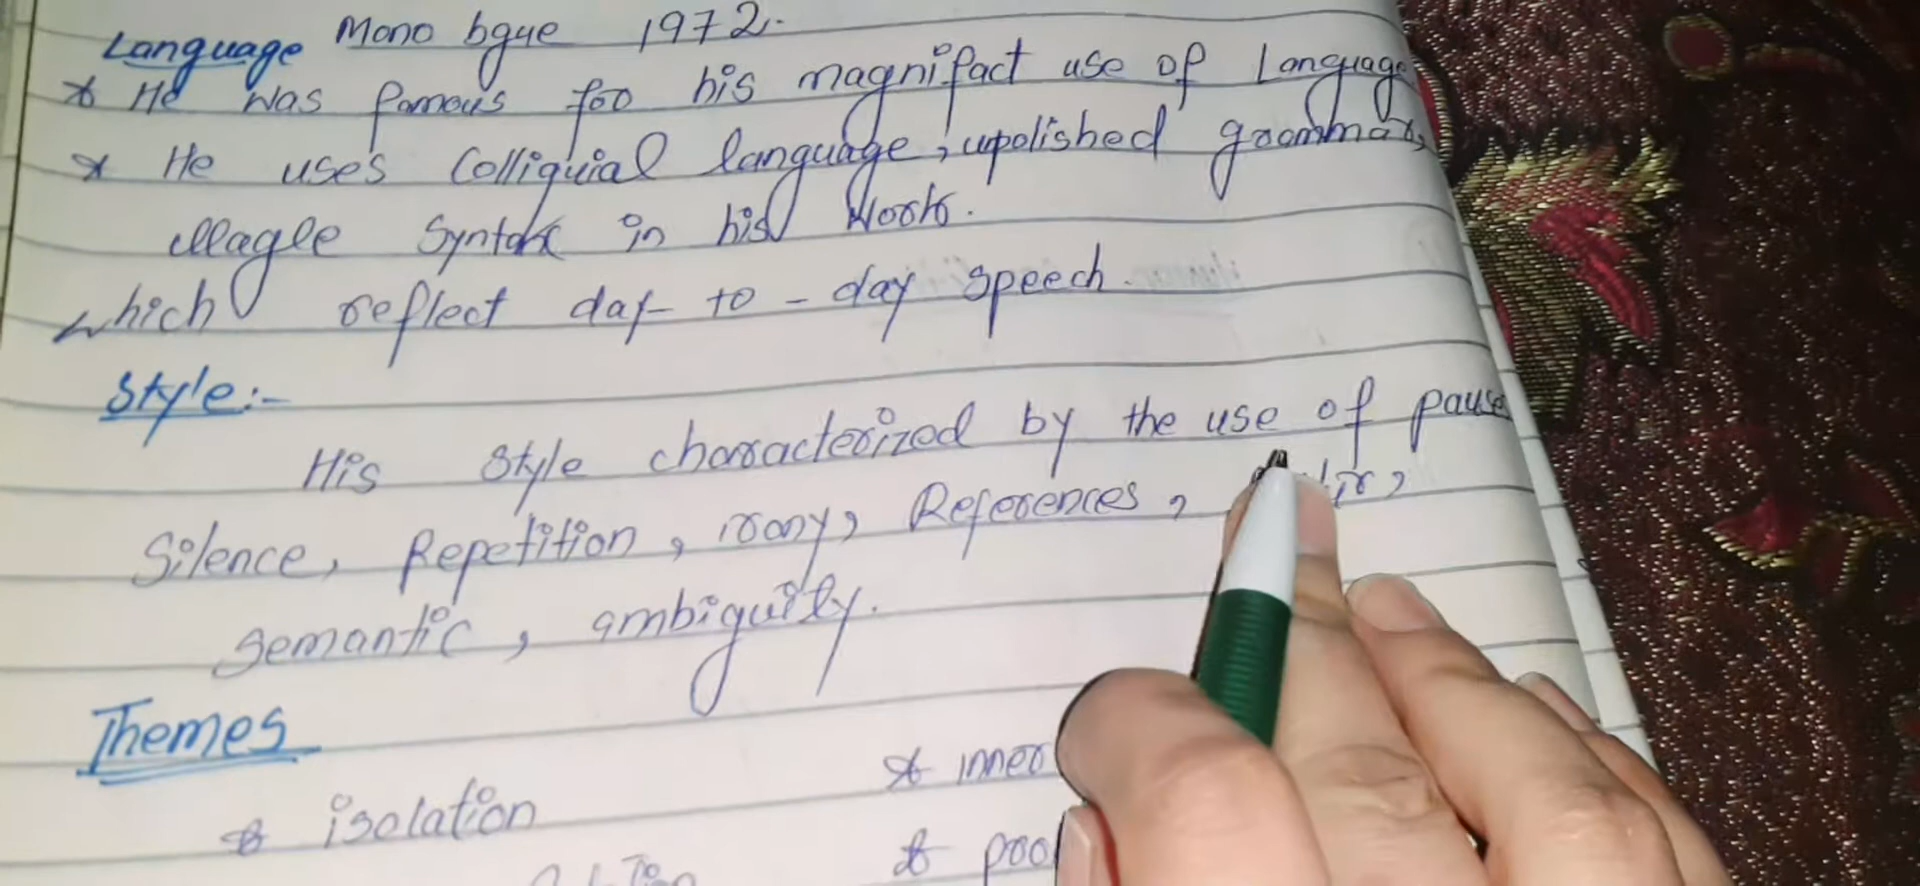 Mono bgue 1972.
Language
* He was famous for his magnifact use of Language
* He uses Colliquial language, upolished grammar,
illagle Syntax in his Work.
which reflect day-to-day speech.
Style:-
His Style characterized by the use of pause
Silence, Repetition, irony, References,
Semantic, ambiguity.
Themes
* isolation
* inner